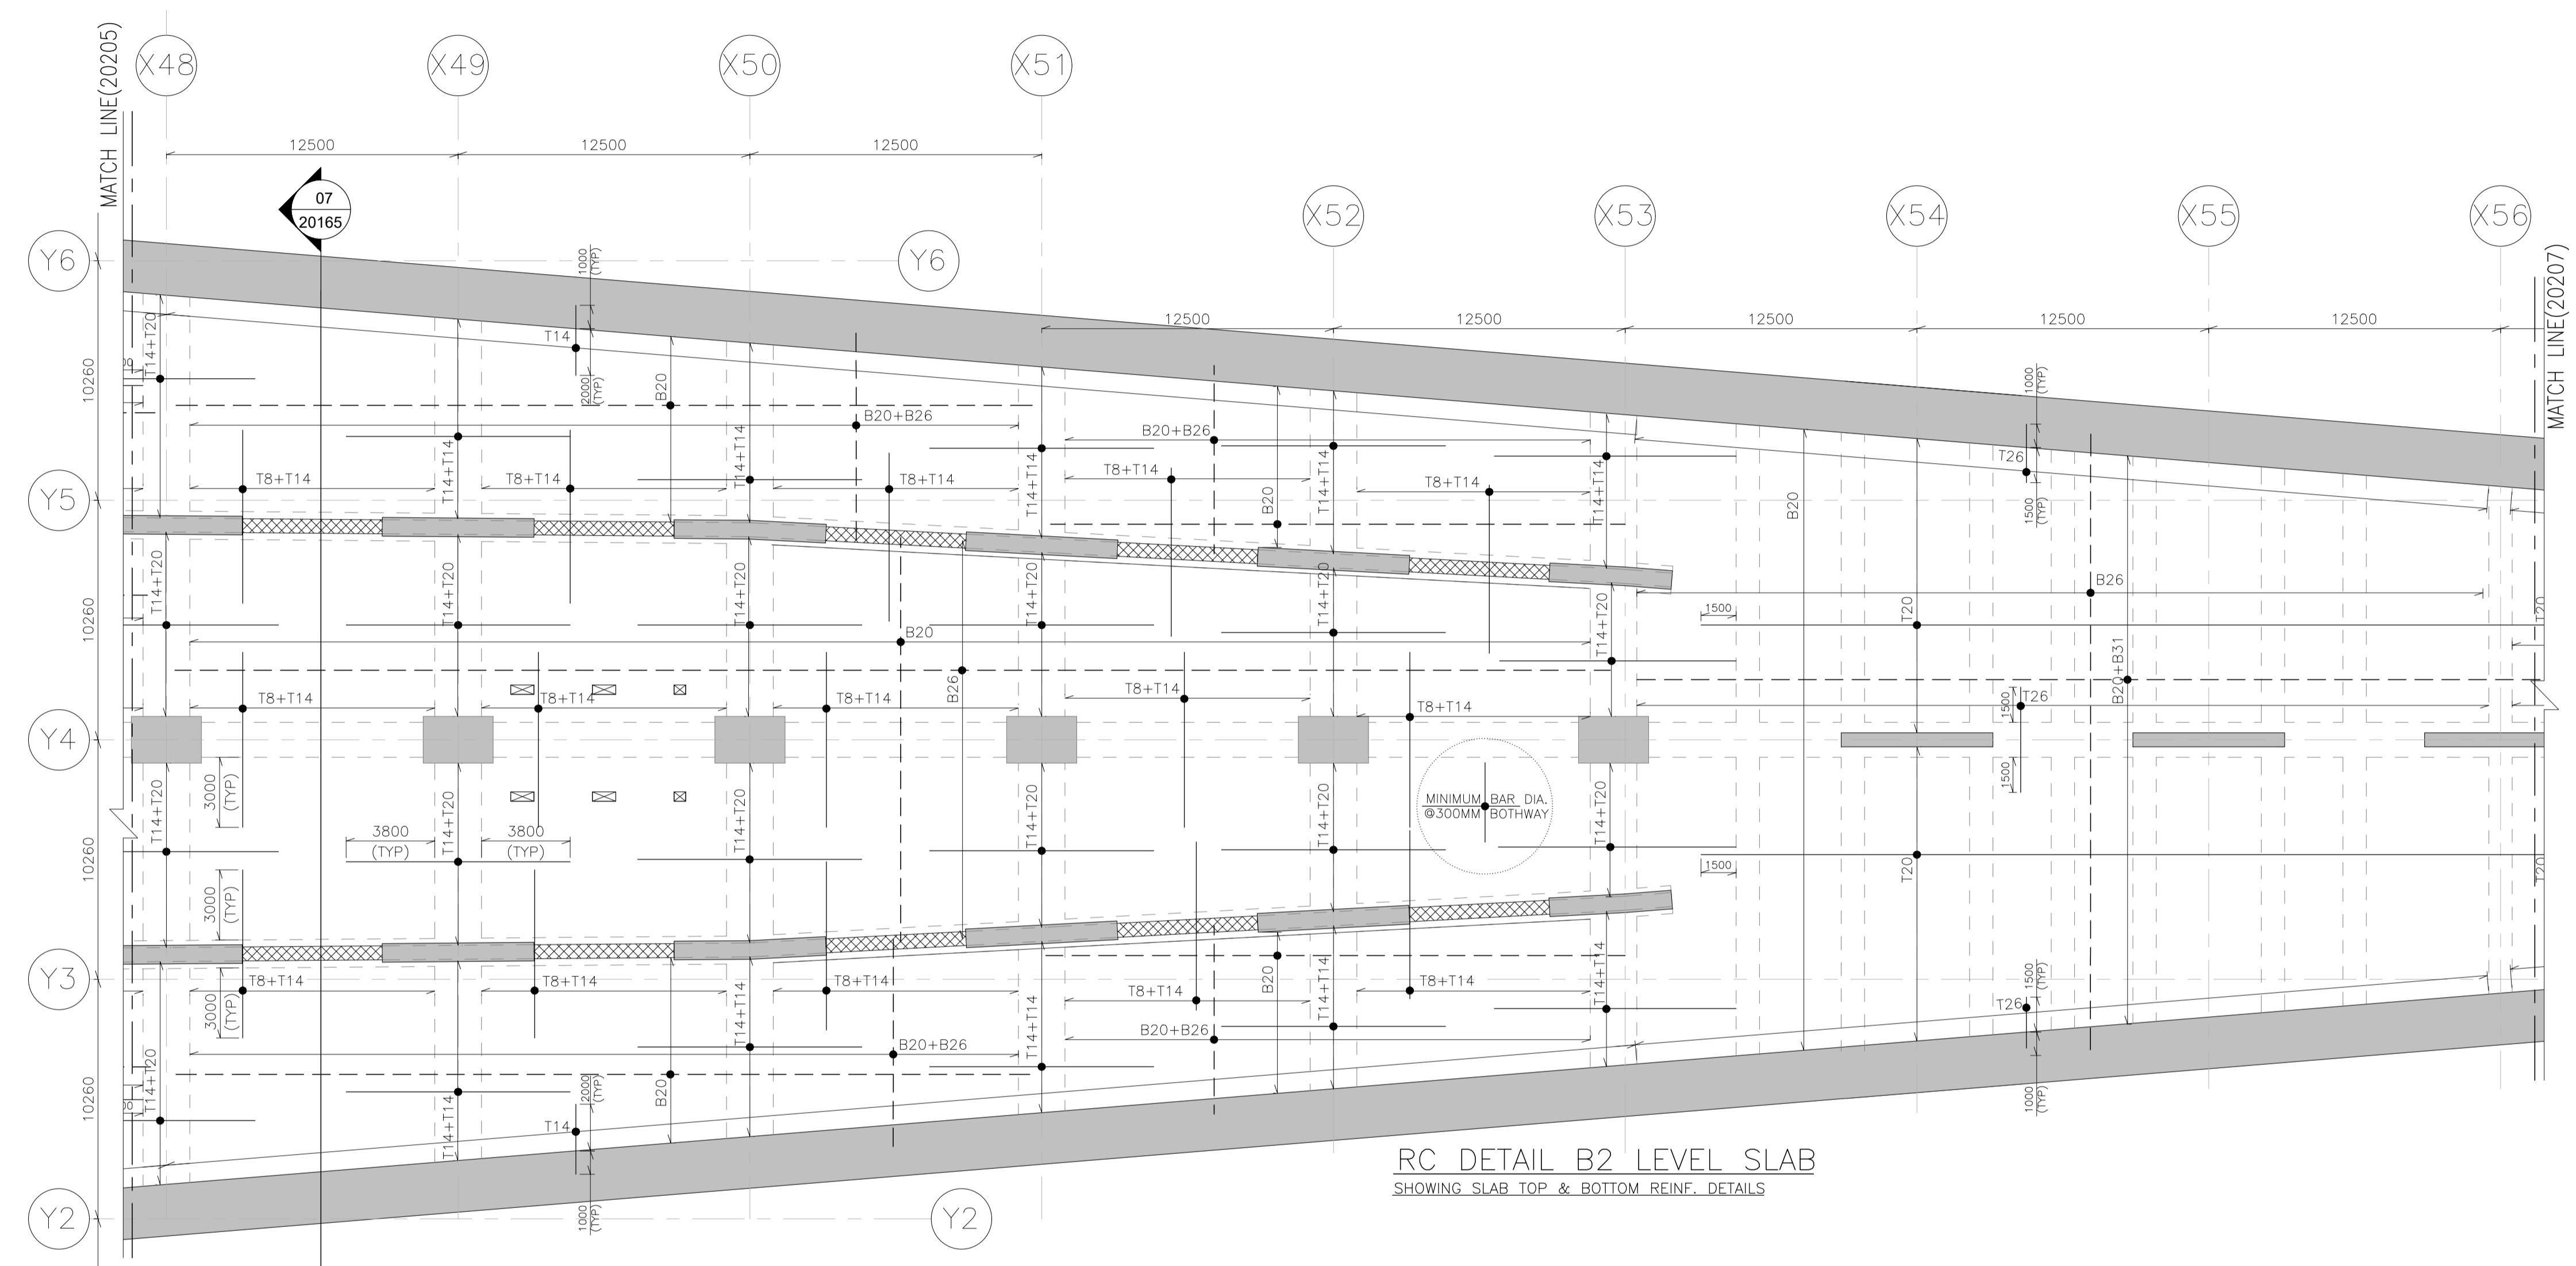 MATCH LINE(20205)
X48
X49
X50
X51
12500
12500
12500
07
20165
X52
X53
X54
X55
X56
MATCH LINE(20207)
Y6
Y6
1000
(TYP)
12500
12500
12500
12500
12500
T14+T20
T14
2000
(TYP)
B20
10260
B20+B26
B20+B26
1000
(TYP)
T14+T14
T14+T14
T14+T14
T14+T14
T14+T14
T26
1500
(TYP)
T8+T14
T8+T14
T8+T14
T8+T14
T8+T14
B20
B20
Y5
T14+T20
T14+T20
T14+T20
T14+T20
T14+T20
T14+T20
10260
B20
B26
B26
1500
T20
T20
B20+B31
T8+T14
T8+T14
T8+T14
T8+T14
T8+T14
1500
T26
Y4
3000
(TYP)
1500
MINIMUM BAR DIA.
@300MM BOTHWAY
T14+T20
T14+T20
T14+T20
T14+T20
T14+T20
T14+T20
3800
(TYP)
3800
(TYP)
10260
1500
T20
T20
3000
(TYP)
Y3
3000
(TYP)
T8+T14
T8+T14
T8+T14
T8+T14
T8+T14
B20
T14+T14
T14+T14
T14+T14
T14+T14
1500
(TYP)
T26
B20+B26
B20+B26
T14+T20
2000
(TYP)
B20
10260
T14
T14+T14
1000
(TYP)
1000
(TYP)
RC DETAIL B2 LEVEL SLAB
SHOWING SLAB TOP & BOTTOM REINF. DETAILS
Y2
Y2